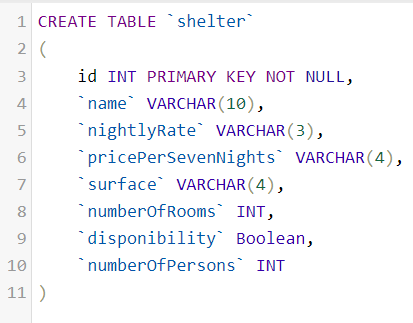 1 CREATE TABLE `shelter`
2 (
3     id INT PRIMARY KEY NOT NULL,
4     `name` VARCHAR(10),
5     `nightlyRate` VARCHAR(3),
6     `pricePerSevenNights` VARCHAR(4),
7     `surface` VARCHAR(4),
8     `numberOfRooms` INT,
9     `disponibility` Boolean,
10     `numberOfPersons` INT
11 )